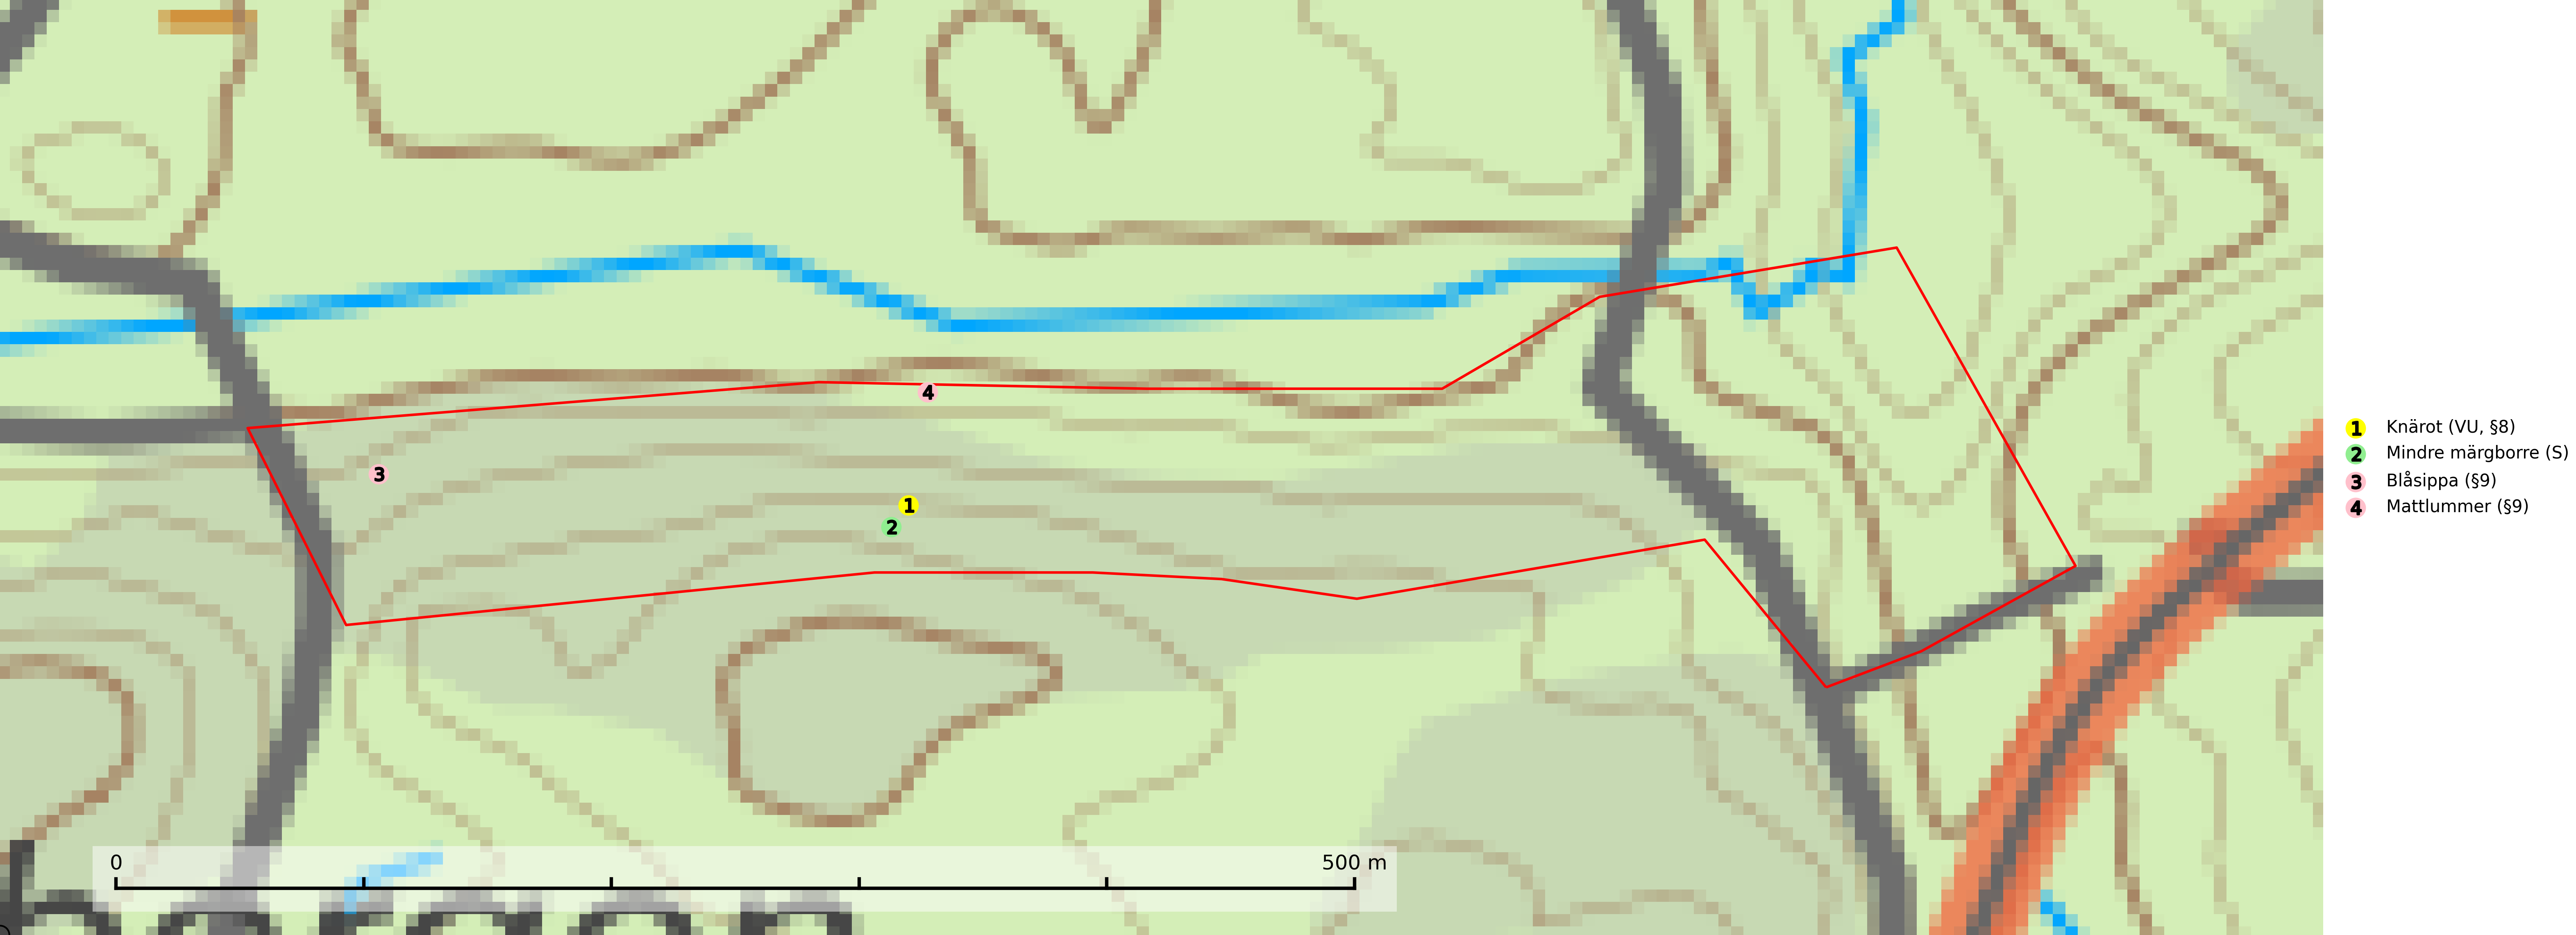 4
3
1
2
1 Knärot (VU, §8)
2 Mindre märgborre (S)
3 Blåsippa (§9)
4 Mattlummer (§9)
0 500 m